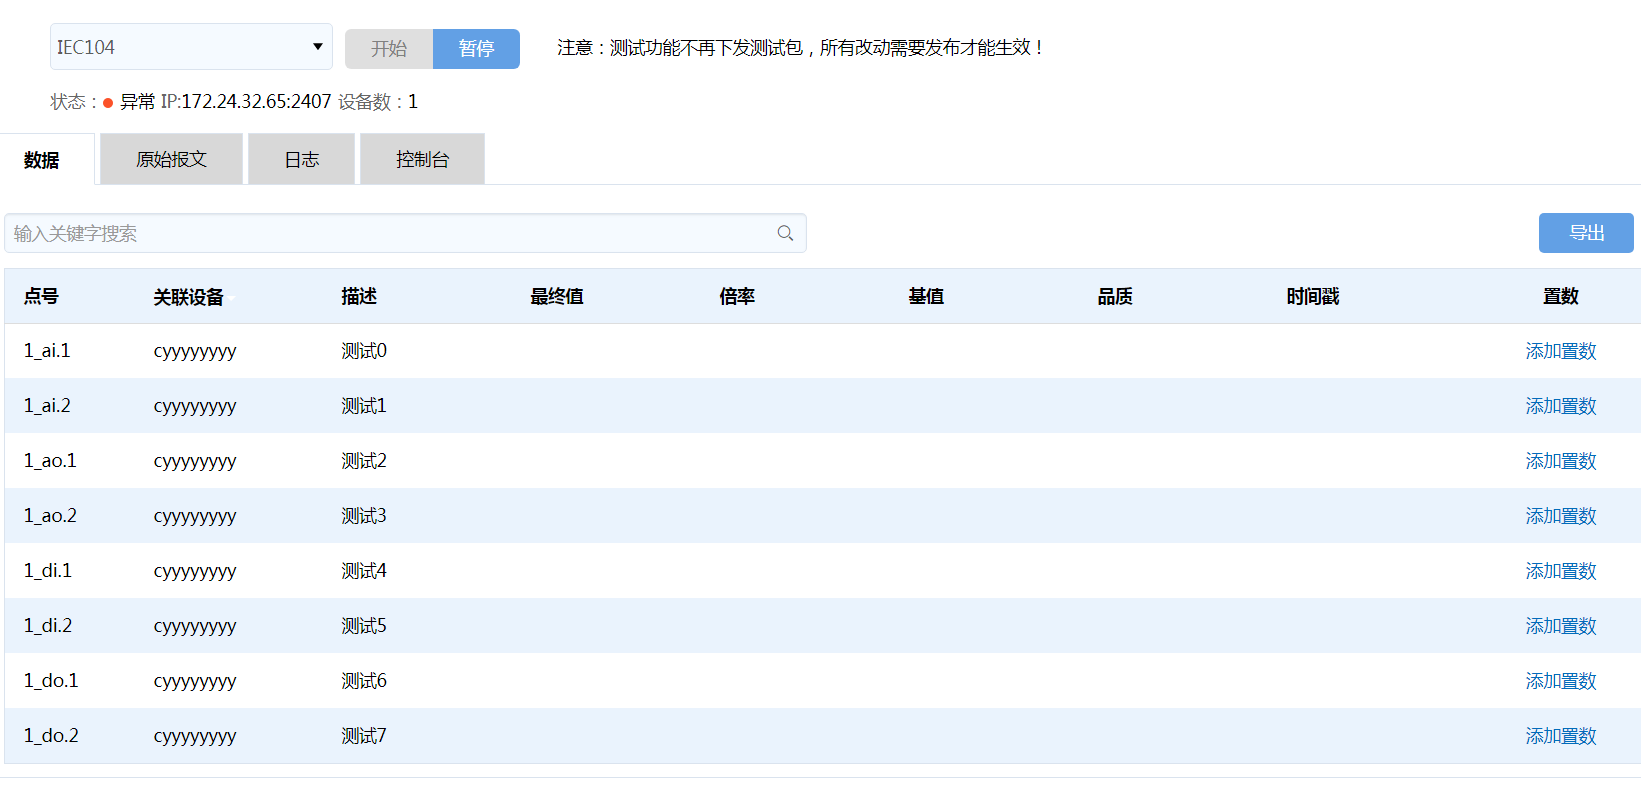 IEC104 开始 暂停 注意：测试功能不再下发测试包，所有改动需要发布才能生效！
状态： 异常 IP:172.24.32.65:2407 设备数：1
数据 原始报文 日志 控制台
输入关键字搜索 导出
点号 关联设备 描述 最终值 倍率 基值 品质 时间戳 置数
1_ai.1 cyyyyyyyyy 测试0 添加置数
1_ai.2 cyyyyyyyyy 测试1 添加置数
1_ao.1 cyyyyyyyyy 测试2 添加置数
1_ao.2 cyyyyyyyyy 测试3 添加置数
1_di.1 cyyyyyyyyy 测试4 添加置数
1_di.2 cyyyyyyyyy 测试5 添加置数
1_do.1 cyyyyyyyyy 测试6 添加置数
1_do.2 cyyyyyyyyy 测试7 添加置数